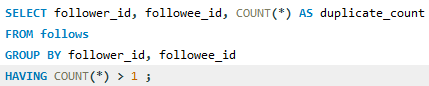 SELECT follower_id, followee_id, COUNT(*) AS duplicate_count
FROM follows
GROUP BY follower_id, followee_id
HAVING COUNT(*) > 1 ;